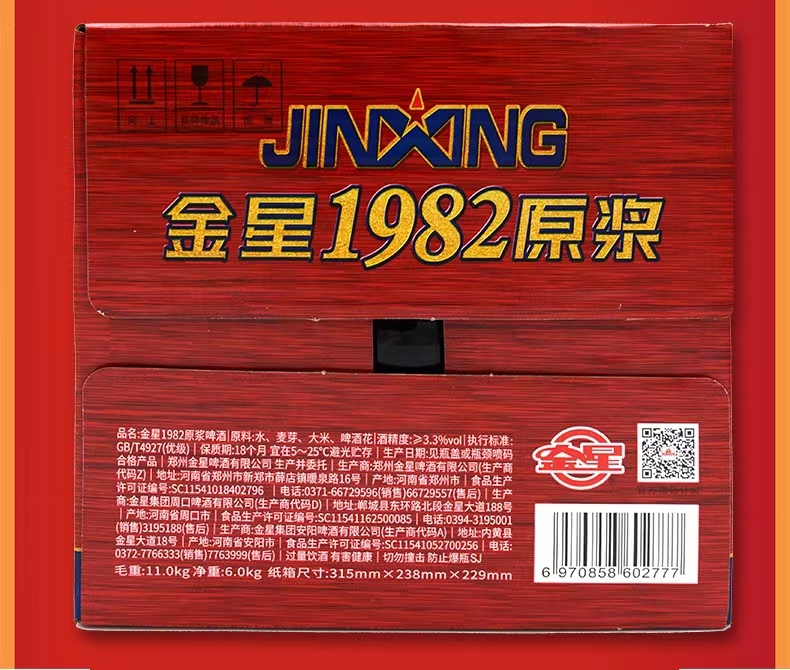 向上
易碎物品
怕雨
JINXING
金星1982原浆
品名:金星1982原浆啤酒|原料:水、麦芽、大米、啤酒花|酒精度:≥3.3%vol|执行标准:
GB/T4927(优级) | 保质期:18个月 宜在5~25℃避光贮存 | 生产日期:见瓶盖或瓶颈喷码
合格产品 | 郑州金星啤酒有限公司 生产并委托 | 生产商:郑州金星啤酒有限公司(生产商
代码Z) | 地址:河南省郑州市新郑市薛店镇暖泉路16号 | 产地:河南省郑州市 | 食品生产
许可证编号:SC11541018402796 | 电话:0371-66729596(销售)66729557(售后) | 生产
商:金星集团周口啤酒有限公司(生产商代码D) | 地址:郸城县东环路北段金星大道188号
| 产地:河南省周口市 | 食品生产许可证编号:SC11541162500085 | 电话:0394-3195001
(销售)3195188(售后) | 生产商:金星集团安阳啤酒有限公司(生产商代码A) | 地址:内黄县
金星大道18号 | 产地:河南省安阳市 | 食品生产许可证编号:SC11541052700256 | 电话:
0372-7766333(销售)7763999(售后) | 过量饮酒 有害健康 | 切勿撞击 防止爆瓶SJ
毛重:11.0kg 净重:6.0kg 纸箱尺寸:315mm×238mm×229mm
金星
6 970858 602777